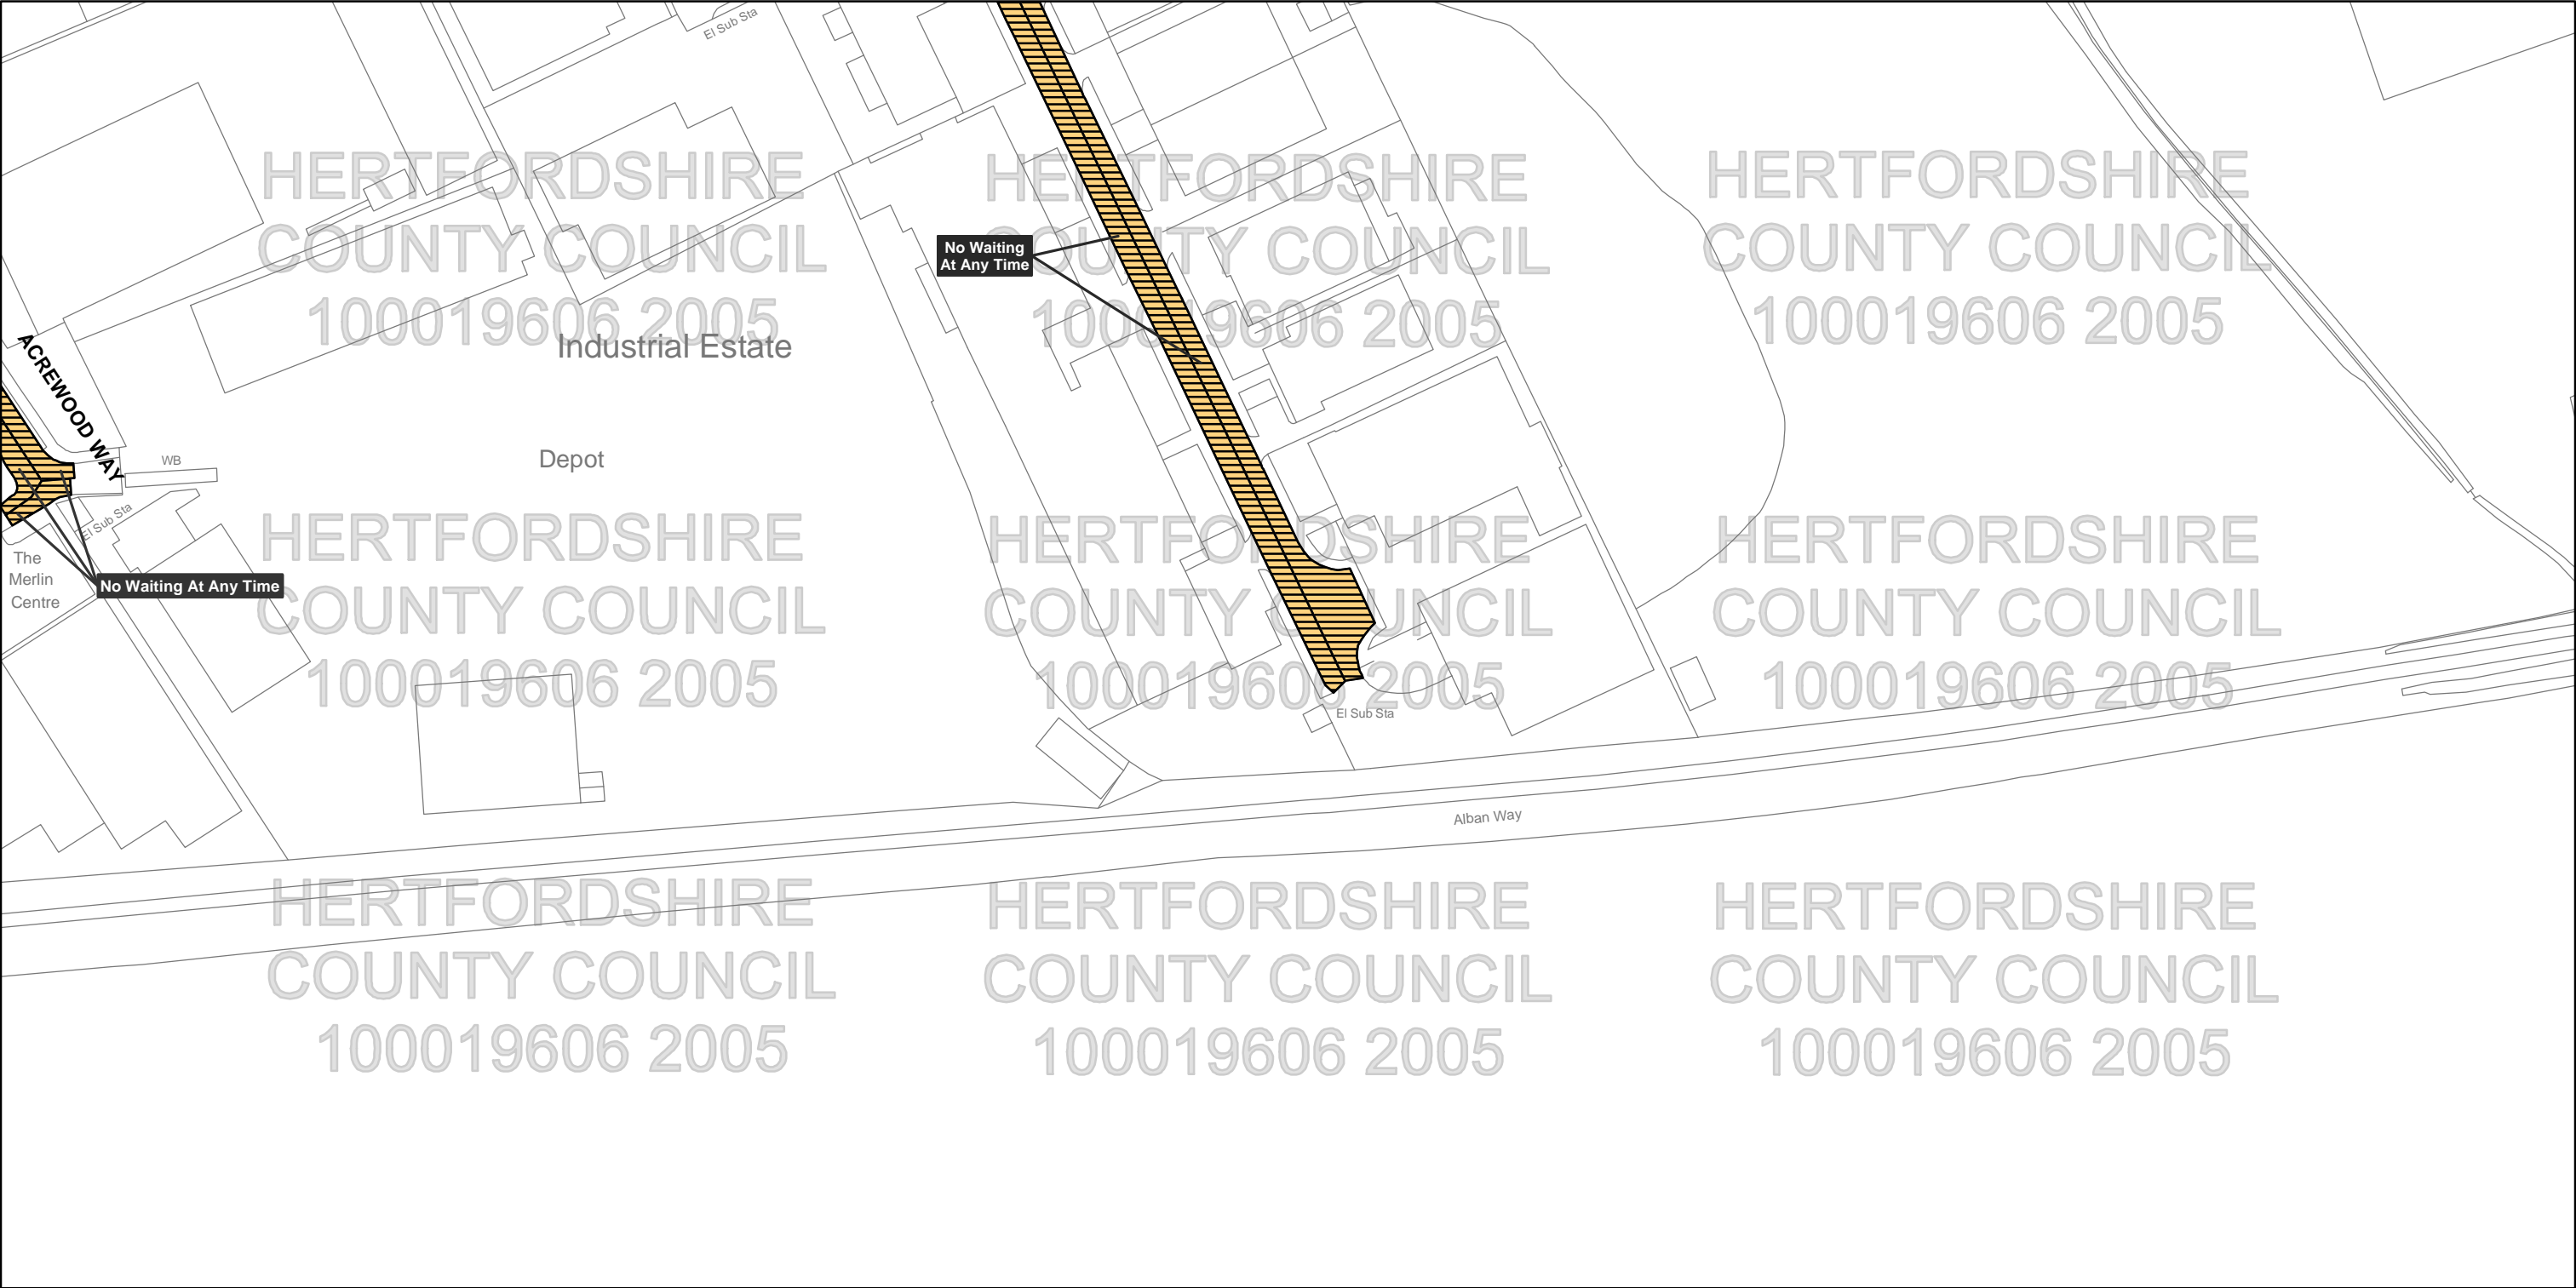 El Sub Sta
HERTFORDSHIRE
COUNTY COUNCIL
100019606 2005
HERTFORDSHIRE
COUNTY COUNCIL
100019606 2005
HERTFORDSHIRE
COUNTY COUNCIL
100019606 2005
No Waiting
At Any Time
Industrial Estate
ACREWOOD WAY
WB
Depot
El Sub Sta
The
Merlin
Centre
No Waiting At Any Time
HERTFORDSHIRE
COUNTY COUNCIL
100019606 2005
HERTFORDSHIRE
COUNTY COUNCIL
100019606 2005
HERTFORDSHIRE
COUNTY COUNCIL
100019606 2005
El Sub Sta
Alban Way
HERTFORDSHIRE
COUNTY COUNCIL
100019606 2005
HERTFORDSHIRE
COUNTY COUNCIL
100019606 2005
HERTFORDSHIRE
COUNTY COUNCIL
100019606 2005